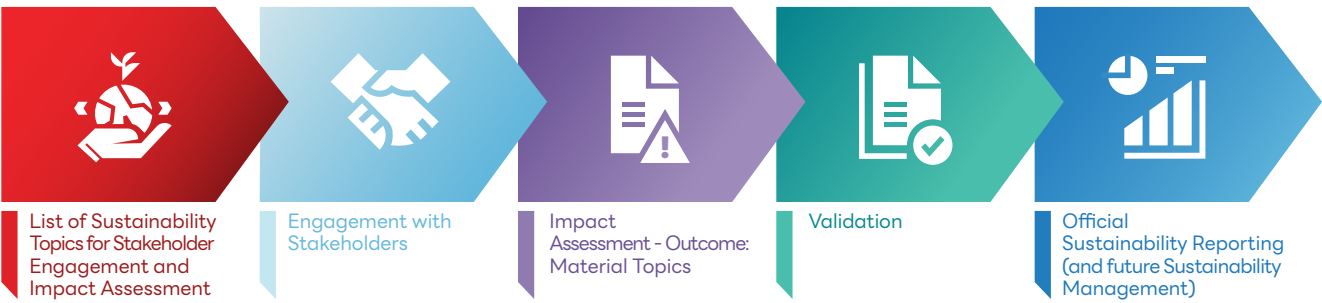 List of Sustainability
Topics for Stakeholder
Engagement and
Impact Assessment
Engagement with
Stakeholders
Impact
Assessment - Outcome:
Material Topics
Validation
Official
Sustainability Reporting
(and future Sustainability
Management)